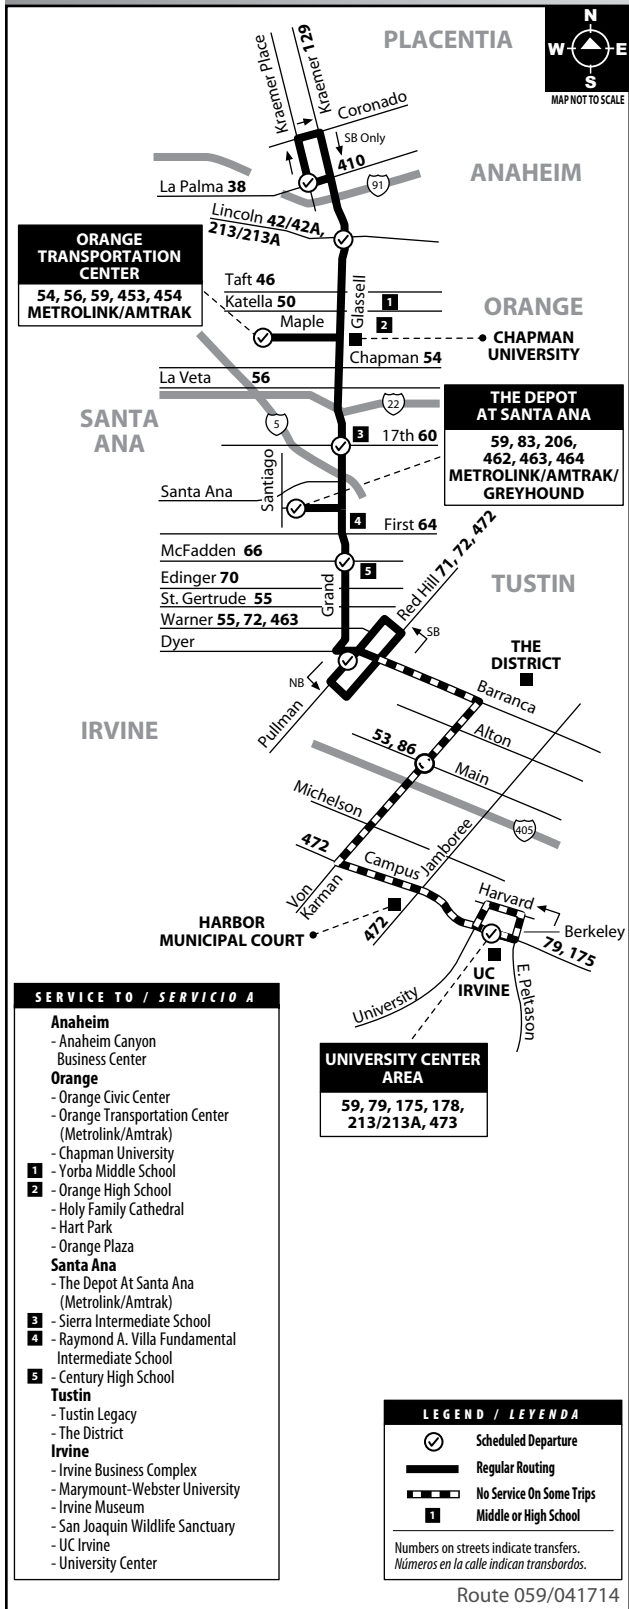 PLACENTIA
N
W
E
S
MAP NOT TO SCALE
Kraemer Place
Kraemer 129
Coronado
SB Only
410
ANAHEIM
91
La Palma 38
Lincoln 42/42A,
213/213A
ORANGE
TRANSPORTATION
CENTER
54, 56, 59, 453, 454
METROLINK/AMTRAK
Taft 46
Katella 50
1
Glassell
ORANGE
Maple
2
CHAPMAN
UNIVERSITY
Chapman 54
La Veta 56
22
THE DEPOT
AT SANTA ANA
59, 83, 206,
462, 463, 464
METROLINK/AMTRAK/
GREYHOUND
SANTA
ANA
5
3
17th 60
Santiago
Santa Ana
4
First 64
McFadden 66
5
Edinger 70
Grand
Red Hill 71, 72, 472
TUSTIN
St. Gertrude 55
Warner 55, 72, 463
SB
Dyer
THE
DISTRICT
NB
Barranca
Pullman
IRVINE
Alton
53, 86
Main
Michelson
405
472
Campus
Jamboree
Von
Karman
Harvard
HARBOR
MUNICIPAL COURT
472
Berkeley
79, 175
UC
IRVINE
University
E. Peltason
UNIVERSITY CENTER
AREA
59, 79, 175, 178,
213/213A, 473
SERVICE TO / SERVICIO A
Anaheim
- Anaheim Canyon
Business Center
Orange
- Orange Civic Center
- Orange Transportation Center
(Metrolink/Amtrak)
- Chapman University
1 - Yorba Middle School
2 - Orange High School
- Holy Family Cathedral
- Hart Park
- Orange Plaza
Santa Ana
- The Depot At Santa Ana
(Metrolink/Amtrak)
3 - Sierra Intermediate School
4 - Raymond A. Villa Fundamental
Intermediate School
5 - Century High School
Tustin
- Tustin Legacy
- The District
Irvine
- Irvine Business Complex
- Marymount-Webster University
- Irvine Museum
- San Joaquin Wildlife Sanctuary
- UC Irvine
- University Center
LEGEND / LEYENDA
Scheduled Departure
Regular Routing
No Service On Some Trips
1 Middle or High School
Numbers on streets indicate transfers.
Números en la calle indican transbordos.
Route 059/041714